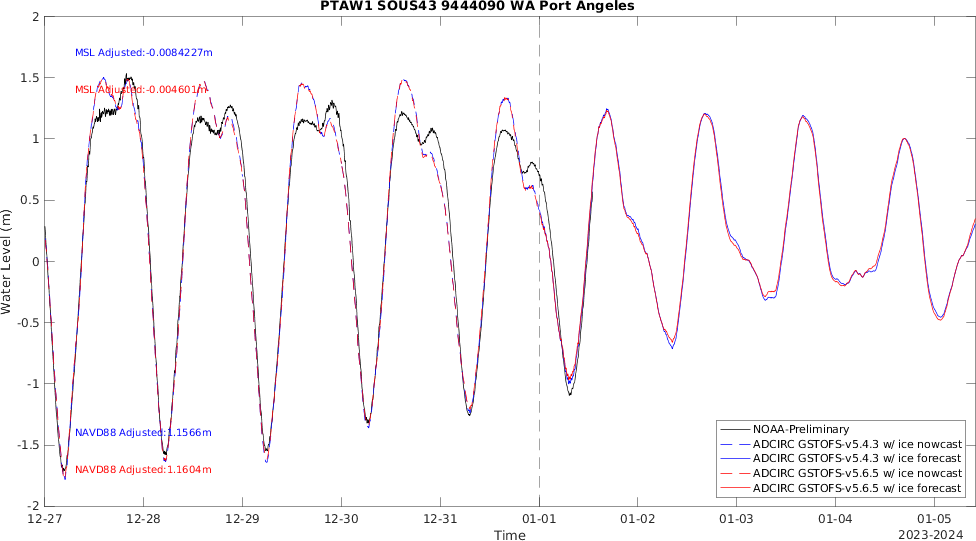 PTAW1 SOUS43 9444090 WA Port Angeles
2
1.5
1
0.5
0
-0.5
-1
-1.5
-2
Water Level (m)
MSL Adjusted:-0.0084227m
MSL Adjusted:-0.004601m
NAVD88 Adjusted:1.1566m
NAVD88 Adjusted:1.1604m
NOAA-Preliminary
ADCIRC GSTOFS-v5.4.3 w/ ice nowcast
ADCIRC GSTOFS-v5.4.3 w/ ice forecast
ADCIRC GSTOFS-v5.6.5 w/ ice nowcast
ADCIRC GSTOFS-v5.6.5 w/ ice forecast
12-27 12-28 12-29 12-30 12-31 01-01 01-02 01-03 01-04 01-05
Time
2023-2024